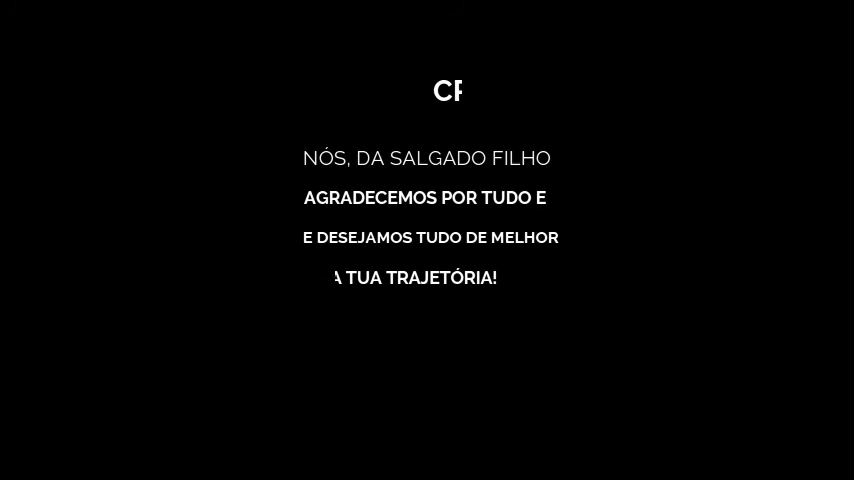 NÓS, DA SALGADO FILHO
AGRADECEMOS POR TUDO E
E DESEJAMOS TUDO DE MELHOR
A TUA TRAJETÓRIA!